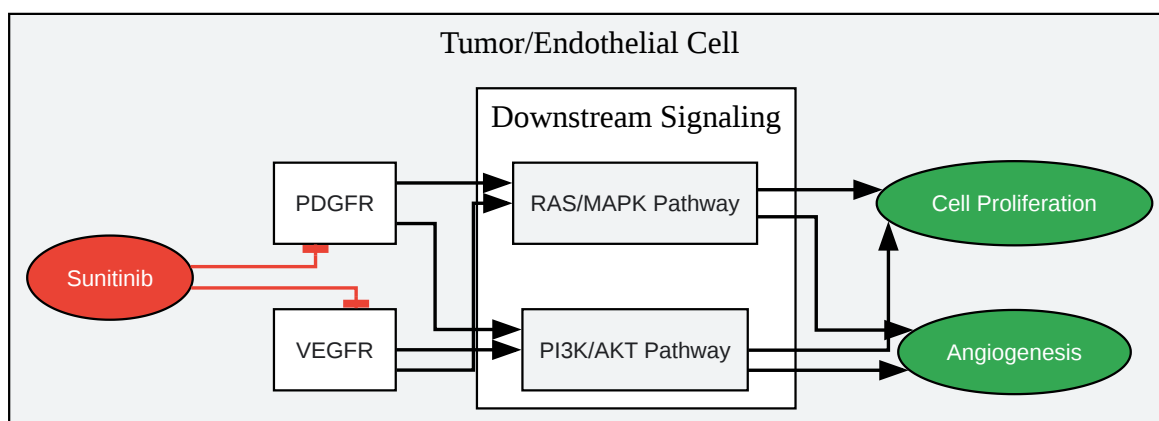 Tumor/Endothelial Cell
Downstream Signaling
PDGFR
RAS/MAPK Pathway
Cell Proliferation
Sunitinib
VEGFR
PI3K/AKT Pathway
Angiogenesis